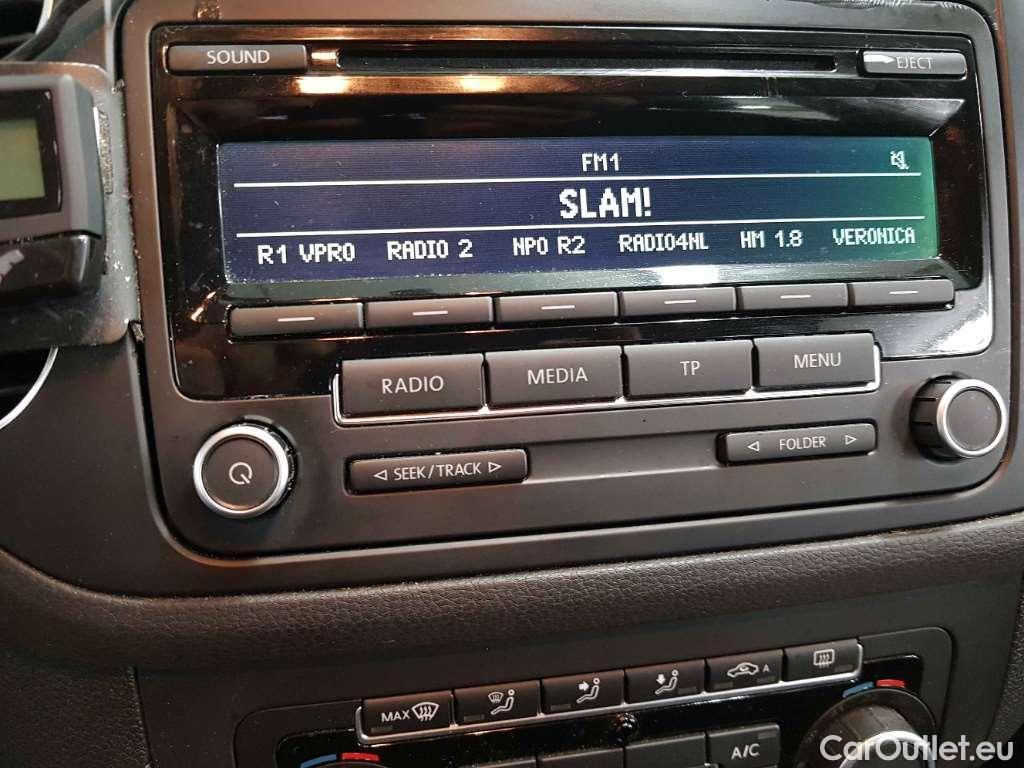 SOUND
EJECT
FM1
SLAM!
R1 VPRO RADIO 2 NPO R2 RADIO4NL HM 1.8 VERONICA
RADIO MEDIA TP MENU
SEEK/TRACK FOLDER
A
MAX
A/C
CarOutlet.eu